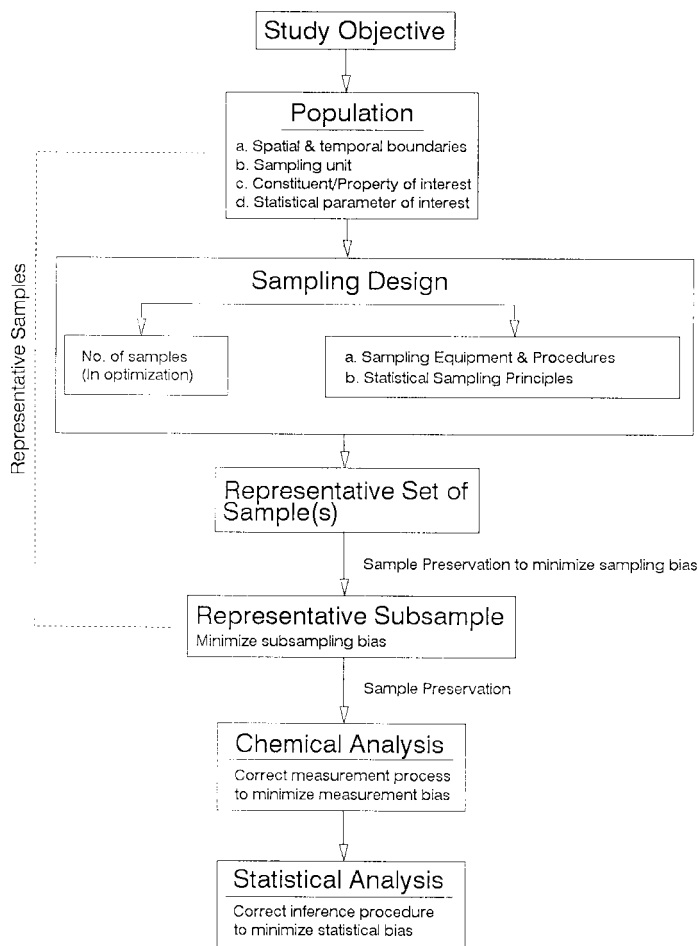 Study Objective
Population
a. Spatial & temporal boundaries
b. Sampling unit
c. Constituent/Property of interest
d. Statistical parameter of interest
Representative Samples
Sampling Design
No. of samples
(In optimization)
a. Sampling Equipment & Procedures
b. Statistical Sampling Principles
Representative Set of
Sample(s)
Sample Preservation to minimize sampling bias
Representative Subsample
Minimize subsampling bias
Sample Preservation
Chemical Analysis
Correct measurement process
to minimize measurement bias
Statistical Analysis
Correct inference procedure
to minimize statistical bias